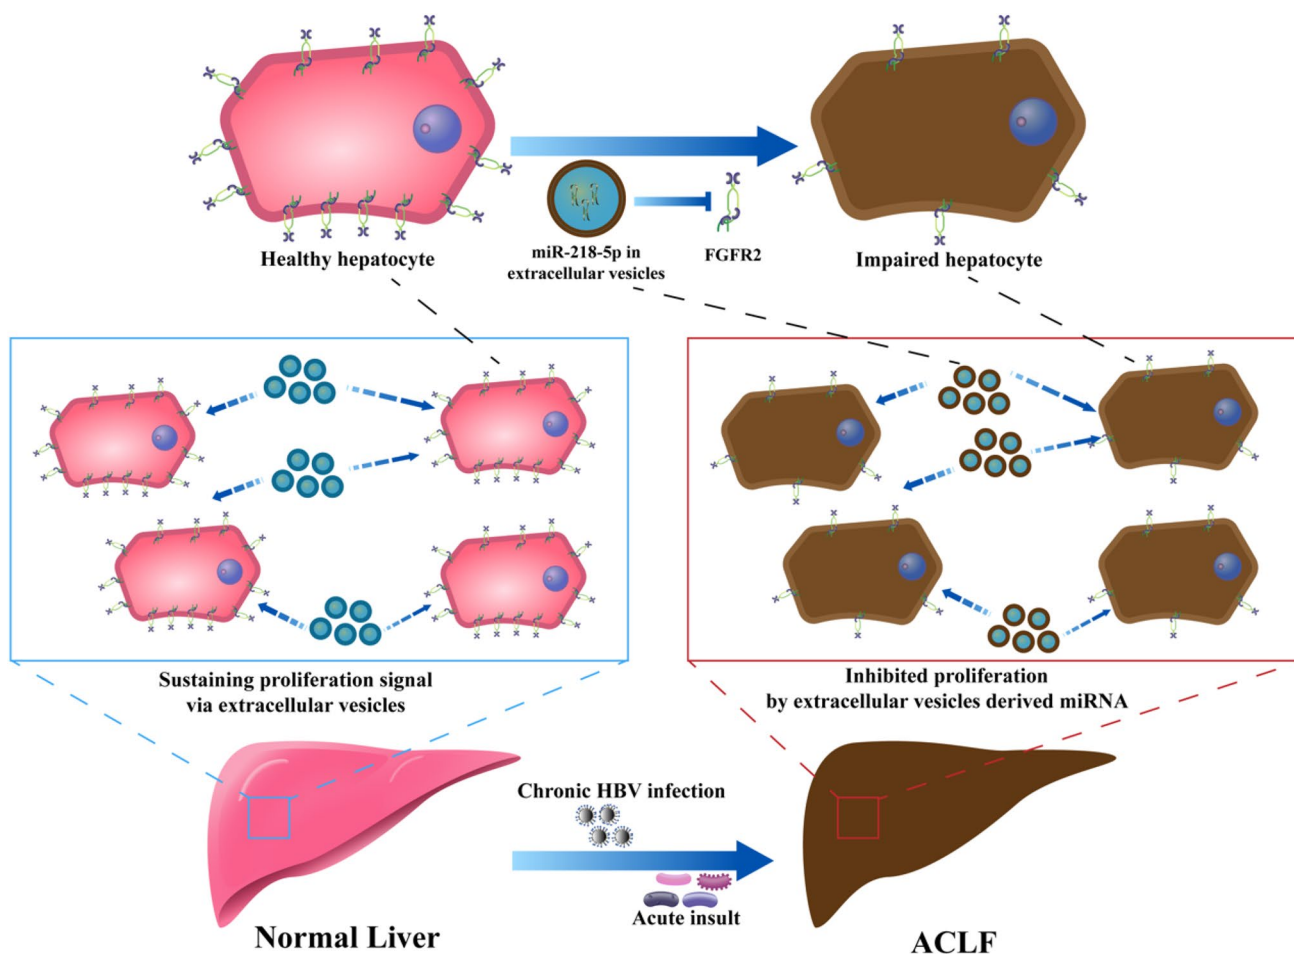 Healthy hepatocyte
miR-218-5p in
extracellular vesicles
FGFR2
Impaired hepatocyte
Sustaining proliferation signal
via extracellular vesicles
Inhibited proliferation
by extracellular vesicles derived miRNA
Chronic HBV infection
Acute insult
Normal Liver
ACLF